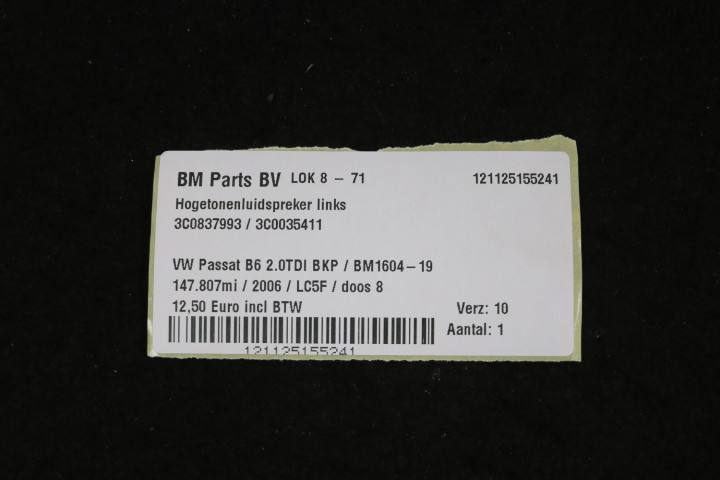 BM Parts BV LOK 8 - 71 121125155241
Hogetonenluidspreker links
3C0837993 / 3C0035411
VW Passat B6 2.0TDI BKP / BM1604-19
147.807mi / 2006 / LC5F / doos 8
12,50 Euro incl BTW Verz: 10
Aantal: 1
121125155241